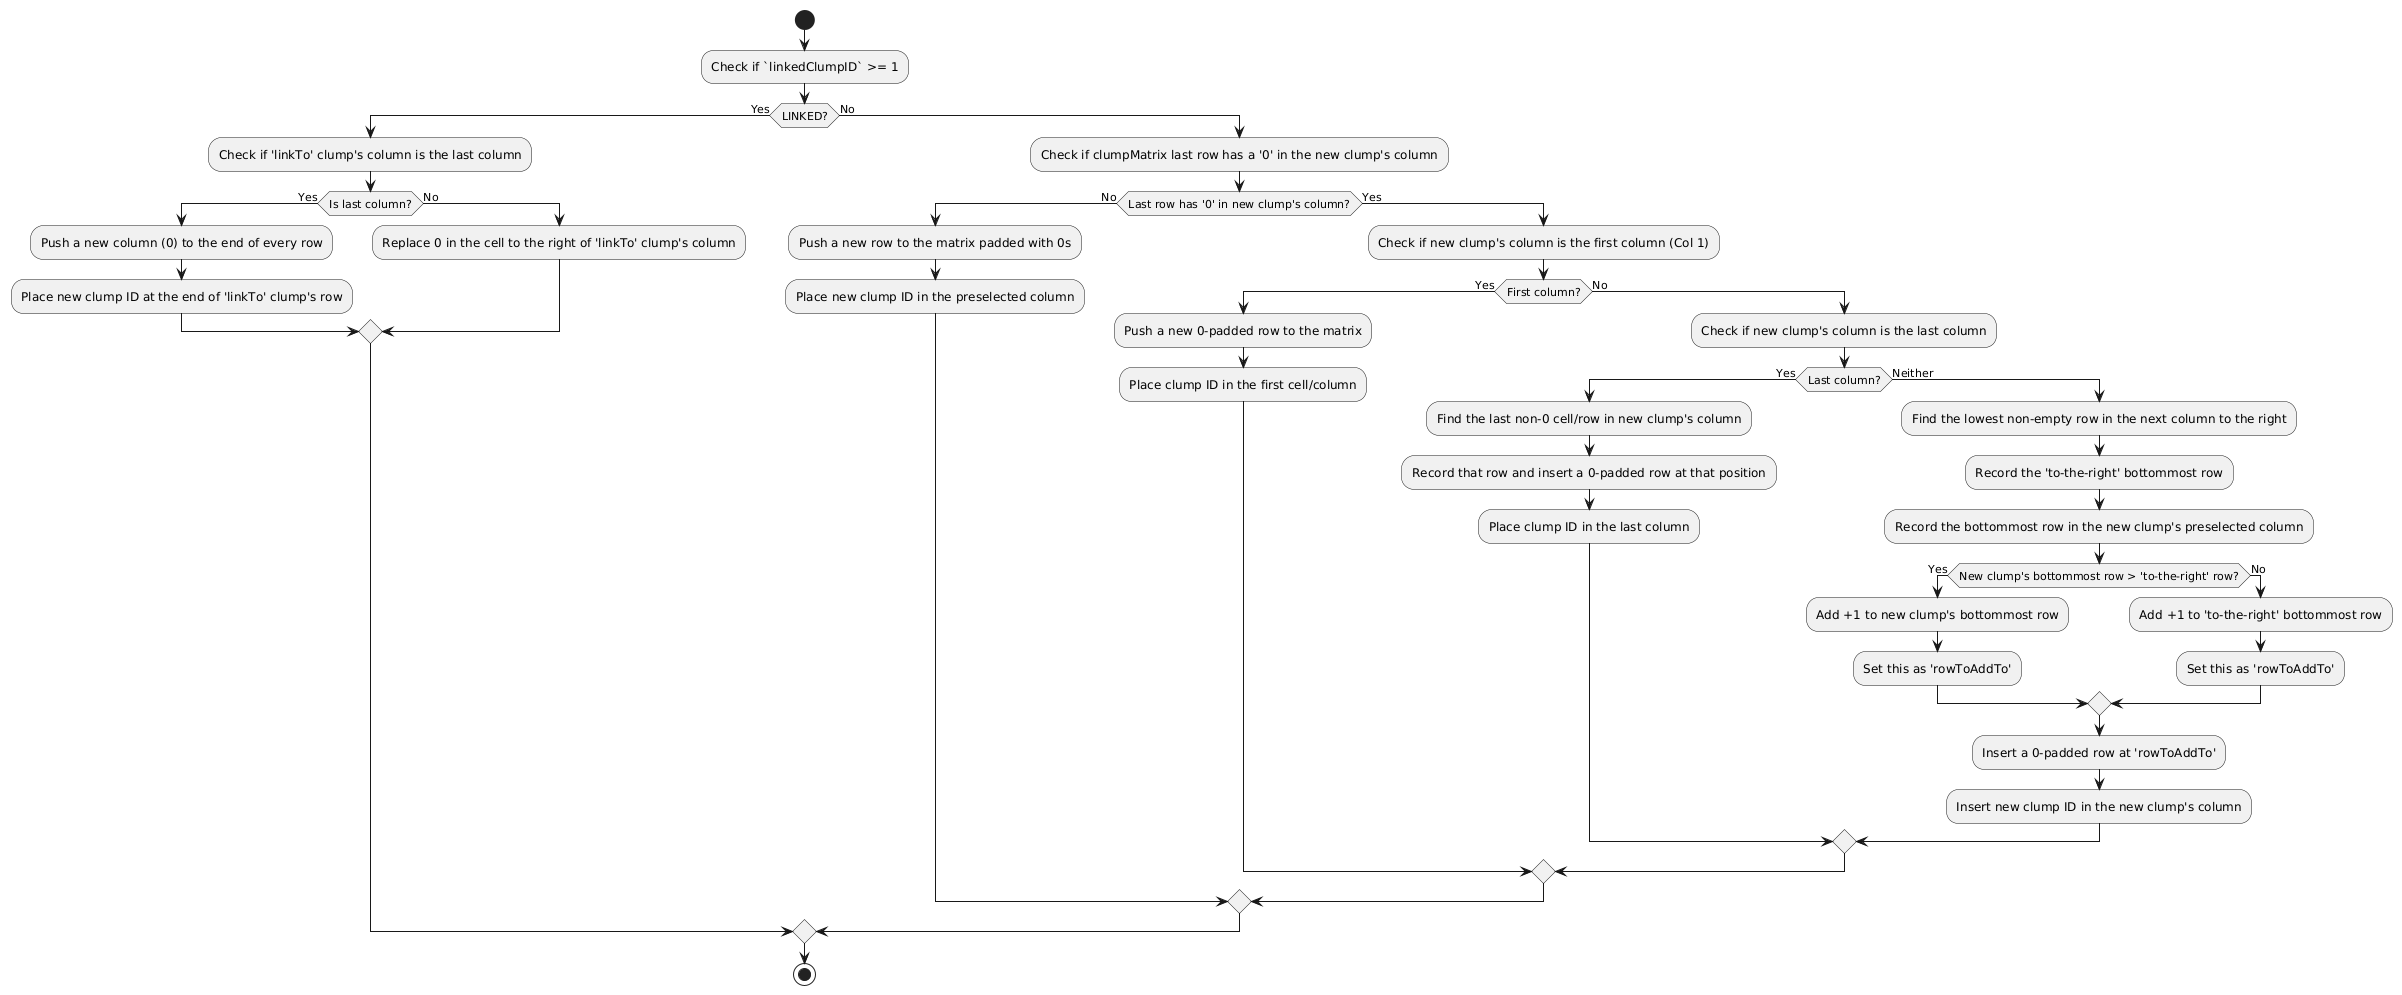 Check if `linkedClumpID` >= 1
Yes
LINKED?
No
Check if 'linkTo' clump's column is the last column
Yes
Is last column?
No
Push a new column (0) to the end of every row
Place new clump ID at the end of 'linkTo' clump's row
Replace 0 in the cell to the right of 'linkTo' clump's column
Check if clumpMatrix last row has a '0' in the new clump's column
No
Last row has '0' in new clump's column?
Yes
Push a new row to the matrix padded with 0s
Place new clump ID in the preselected column
Check if new clump's column is the first column (Col 1)
Yes
First column?
No
Push a new 0-padded row to the matrix
Place clump ID in the first cell/column
Check if new clump's column is the last column
Yes
Last column?
Neither
Find the last non-0 cell/row in new clump's column
Record that row and insert a 0-padded row at that position
Place clump ID in the last column
Find the lowest non-empty row in the next column to the right
Record the 'to-the-right' bottommost row
Record the bottommost row in the new clump's preselected column
Yes
New clump's bottommost row > 'to-the-right' row?
No
Add +1 to new clump's bottommost row
Set this as 'rowToAddTo'
Add +1 to 'to-the-right' bottommost row
Set this as 'rowToAddTo'
Insert a 0-padded row at 'rowToAddTo'
Insert new clump ID in the new clump's column